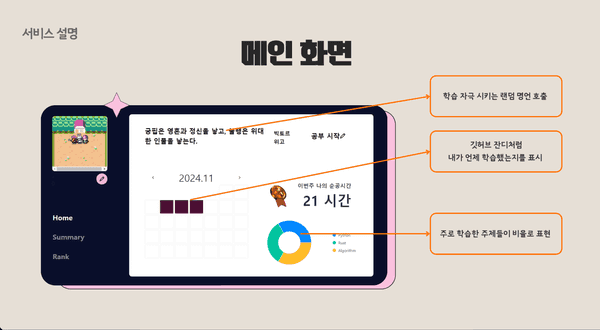 서비스 설명
메인 화면
궁핍은 영혼과 정신을 낳고, 불행은 위대
한 인물을 낳는다.
빅토르
위고
공부 시작
학습 자극 시키는 랜덤 명언 호출
2024.11
깃허브 잔디처럼
내가 언제 학습했는지를 표시
이번주 나의 순공시간
21 시간
Home
Summary
Rank
Python
Rust
Algorithm
주로 학습한 주제들이 비율로 표현